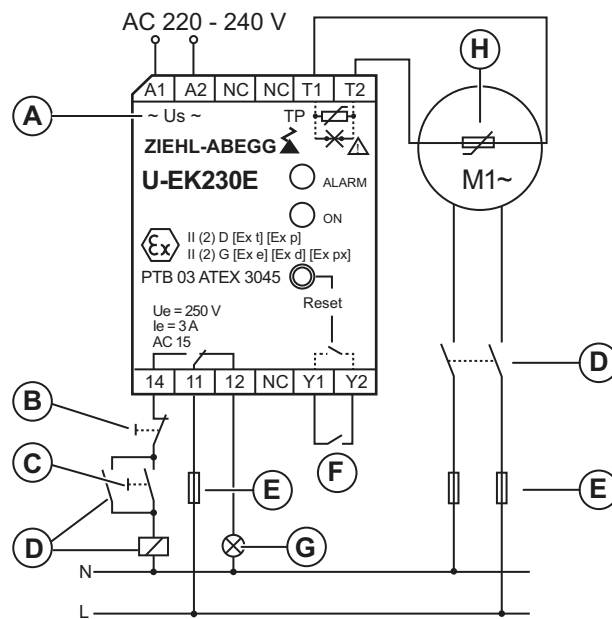 AC 220 - 240 V
A1 A2 NC NC T1 T2
H
A
~ Us ~ TP
ZIEHL-ABEGG
M1~
U-EK230E
ALARM
ON
Ex
II (2) D [Ex t] [Ex p]
II (2) G [Ex e] [Ex d] [Ex px]
PTB 03 ATEX 3045
Reset
Ue = 250 V
Ie = 3 A
AC 15
D
14 11 12 NC Y1 Y2
B
C
F
E
E
D
G
N
L